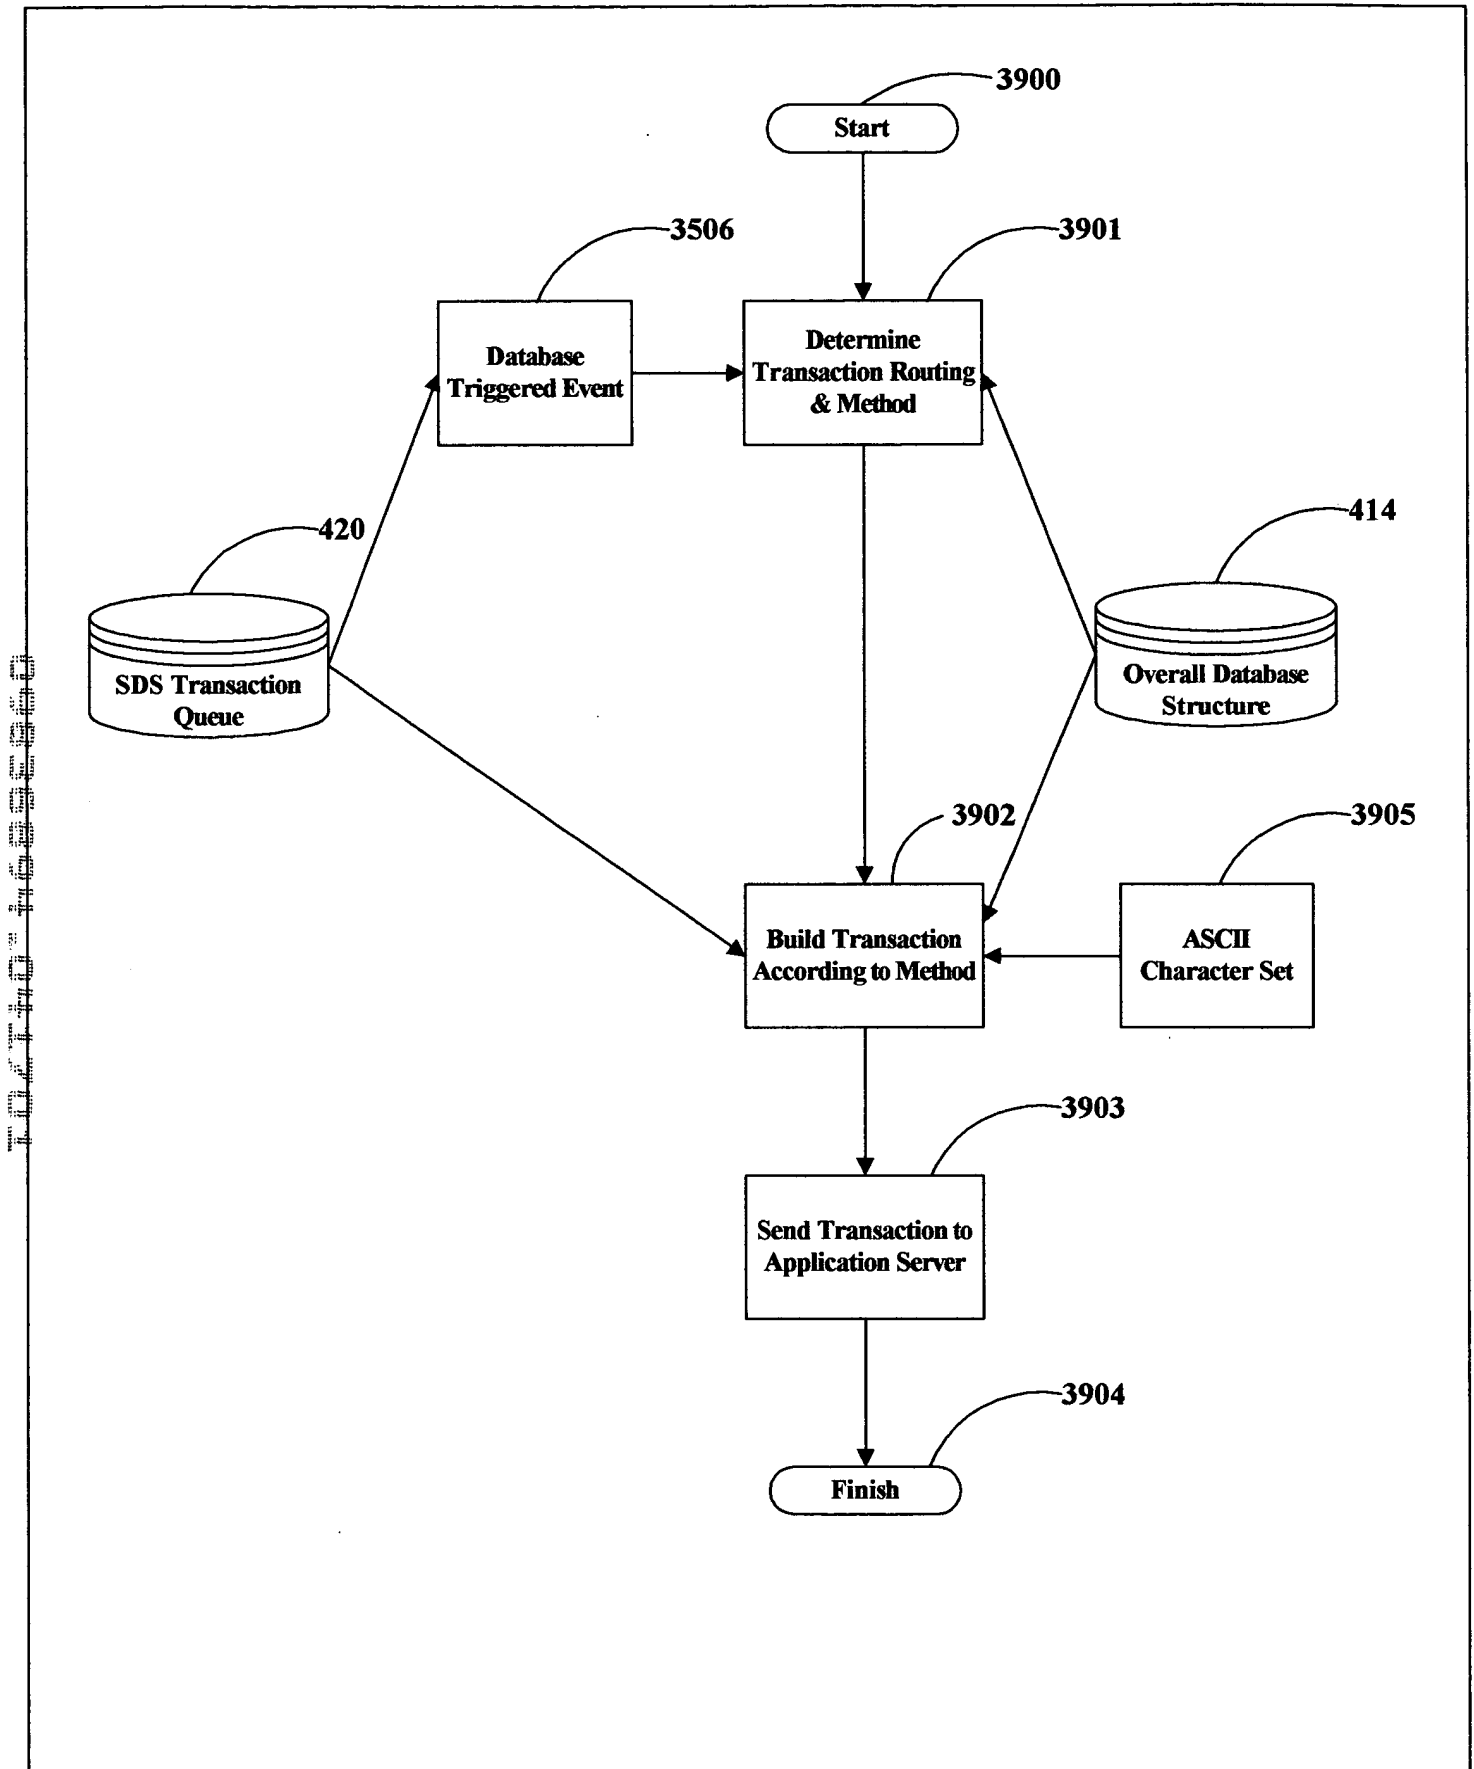 3900
Start
3506
3901
Database
Triggered Event
Determine
Transaction Routing
& Method
420
414
SDS Transaction
Queue
Overall Database
Structure
3902
3905
Build Transaction
According to Method
ASCII
Character Set
3903
Send Transaction to
Application Server
3904
Finish